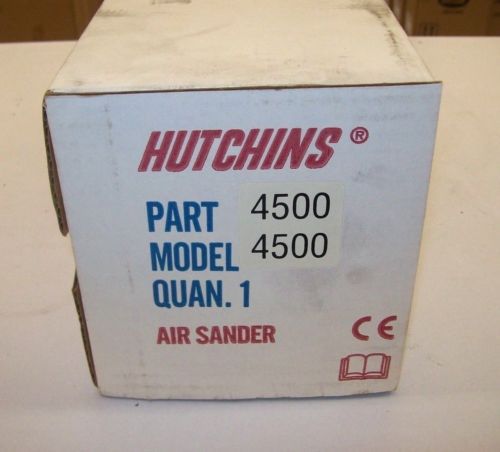 HUTCHINS ®
PART 4500
MODEL 4500
QUAN. 1
AIR SANDER
CE